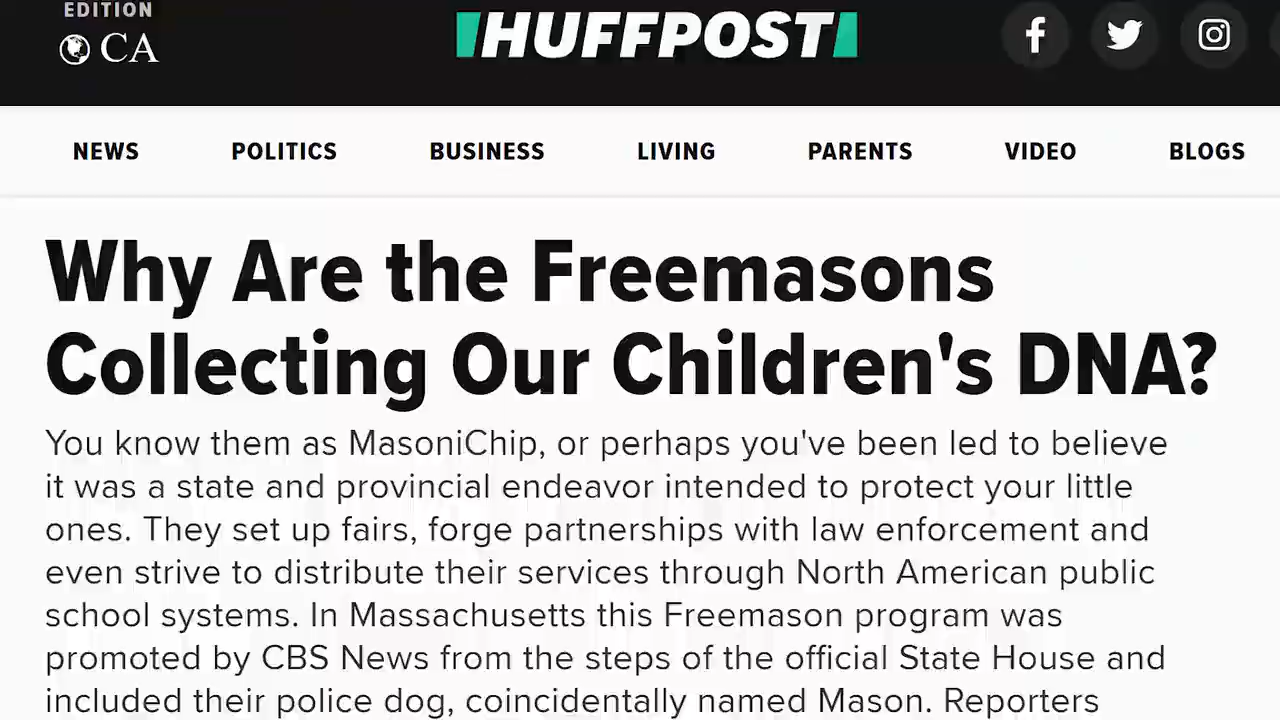 EDITION
CA
HUFFPOST
NEWS POLITICS BUSINESS LIVING PARENTS VIDEO BLOGS
Why Are the Freemasons
Collecting Our Children's DNA?
You know them as MasoniChip, or perhaps you've been led to believe
it was a state and provincial endeavor intended to protect your little
ones. They set up fairs, forge partnerships with law enforcement and
even strive to distribute their services through North American public
school systems. In Massachusetts this Freemason program was
promoted by CBS News from the steps of the official State House and
included their police dog, coincidentally named Mason. Reporters